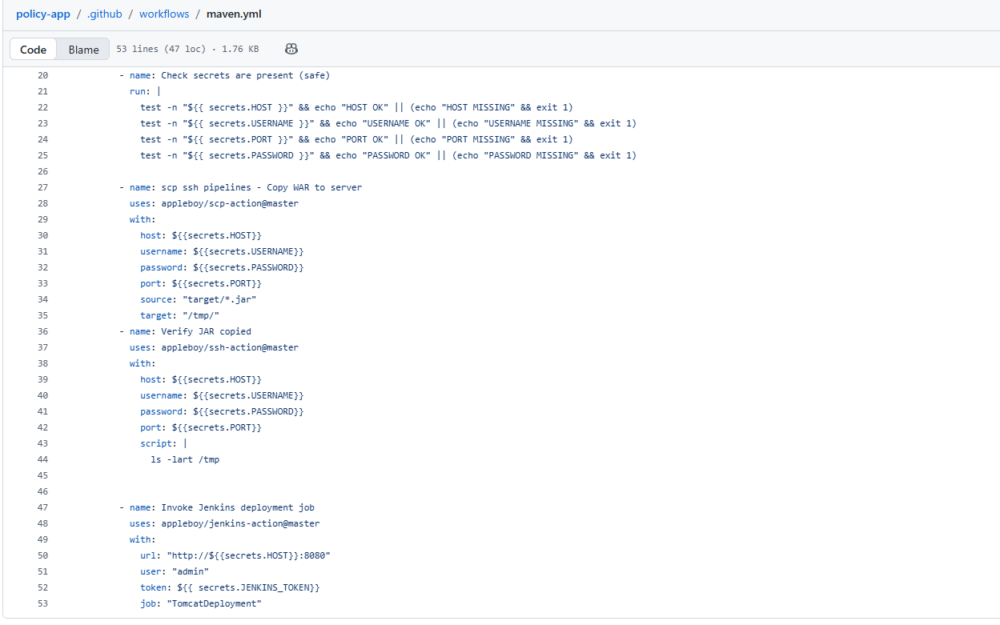 policy-app / .github / workflows / maven.yml
Code Blame 53 lines (47 loc) · 1.76 KB
20 - name: Check secrets are present (safe)
21 run: |
22 test -n "${{ secrets.HOST }}" && echo "HOST OK" || (echo "HOST MISSING" && exit 1)
23 test -n "${{ secrets.USERNAME }}" && echo "USERNAME OK" || (echo "USERNAME MISSING" && exit 1)
24 test -n "${{ secrets.PORT }}" && echo "PORT OK" || (echo "PORT MISSING" && exit 1)
25 test -n "${{ secrets.PASSWORD }}" && echo "PASSWORD OK" || (echo "PASSWORD MISSING" && exit 1)
26
27 - name: scp ssh pipelines - Copy WAR to server
28 uses: appleboy/scp-action@master
29 with:
30 host: ${{secrets.HOST}}
31 username: ${{secrets.USERNAME}}
32 password: ${{secrets.PASSWORD}}
33 port: ${{secrets.PORT}}
34 source: "target/*.jar"
35 target: "/tmp/"
36 - name: Verify JAR copied
37 uses: appleboy/ssh-action@master
38 with:
39 host: ${{secrets.HOST}}
40 username: ${{secrets.USERNAME}}
41 password: ${{secrets.PASSWORD}}
42 port: ${{secrets.PORT}}
43 script: |
44 ls -lart /tmp
45
46
47 - name: Invoke Jenkins deployment job
48 uses: appleboy/jenkins-action@master
49 with:
50 url: "http://${{secrets.HOST}}:8080"
51 user: "admin"
52 token: ${{ secrets.JENKINS_TOKEN}}
53 job: "TomcatDeployment"